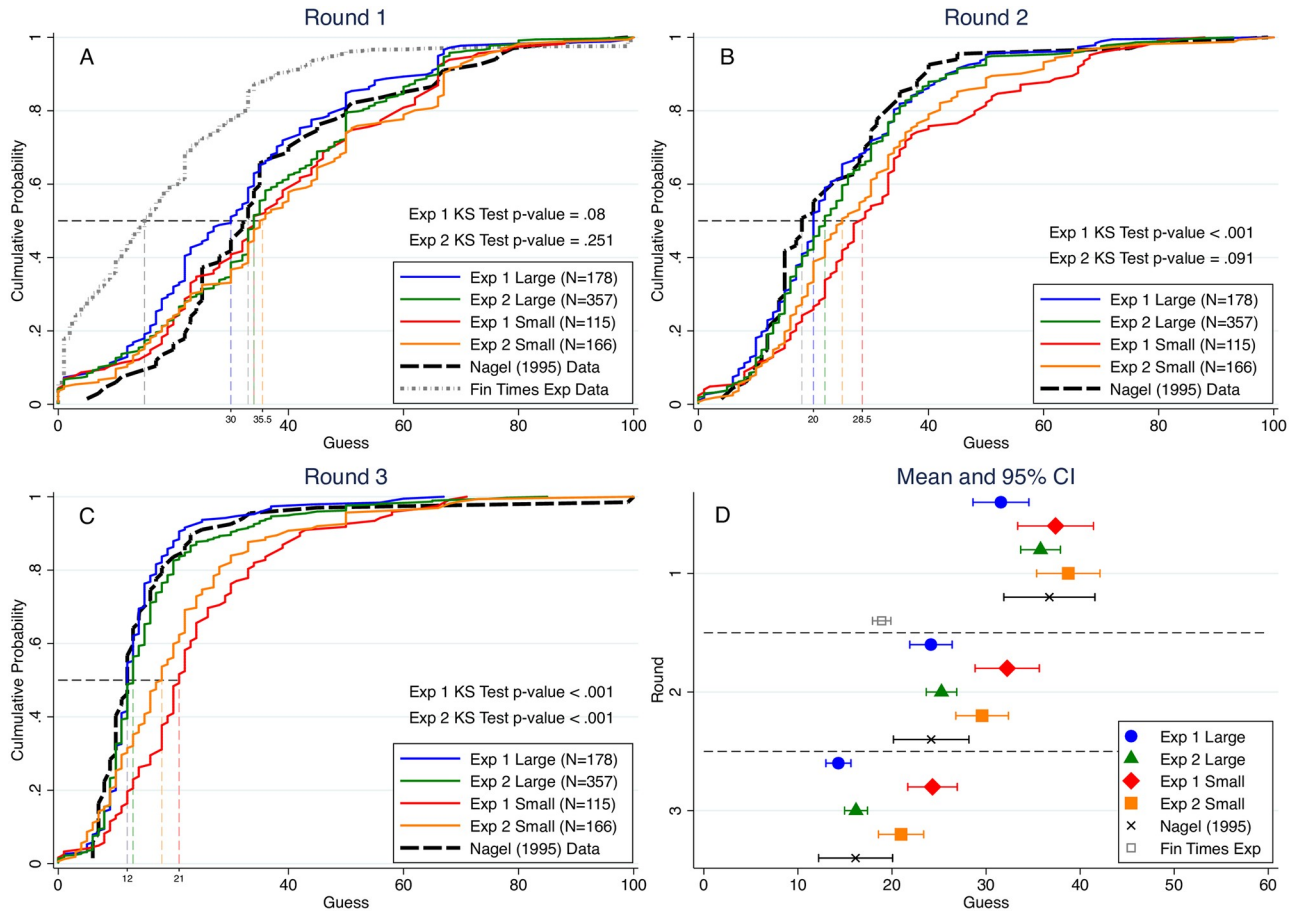 Round 1
A
1
.8
.6
.4
.2
0
Culmulative Probability
Exp 1 KS Test p-value = .08
Exp 2 KS Test p-value = .251
Exp 1 Large (N=178)
Exp 2 Large (N=357)
Exp 1 Small (N=115)
Exp 2 Small (N=166)
Nagel (1995) Data
Fin Times Exp Data
0 30 35.5 40 60 80 100
Guess
Round 2
B
1
.8
.6
.4
.2
0
Culmulative Probability
Exp 1 KS Test p-value < .001
Exp 2 KS Test p-value = .091
Exp 1 Large (N=178)
Exp 2 Large (N=357)
Exp 1 Small (N=115)
Exp 2 Small (N=166)
Nagel (1995) Data
0 20 28.5 40 60 80 100
Guess
Round 3
C
1
.8
.6
.4
.2
0
Culmulative Probability
Exp 1 KS Test p-value < .001
Exp 2 KS Test p-value < .001
Exp 1 Large (N=178)
Exp 2 Large (N=357)
Exp 1 Small (N=115)
Exp 2 Small (N=166)
Nagel (1995) Data
0 12 21 40 60 80 100
Guess
Mean and 95% CI
D
1
2
3
Round
Exp 1 Large
Exp 2 Large
Exp 1 Small
Exp 2 Small
Nagel (1995)
Fin Times Exp
0 10 20 30 40 50 60
Guess